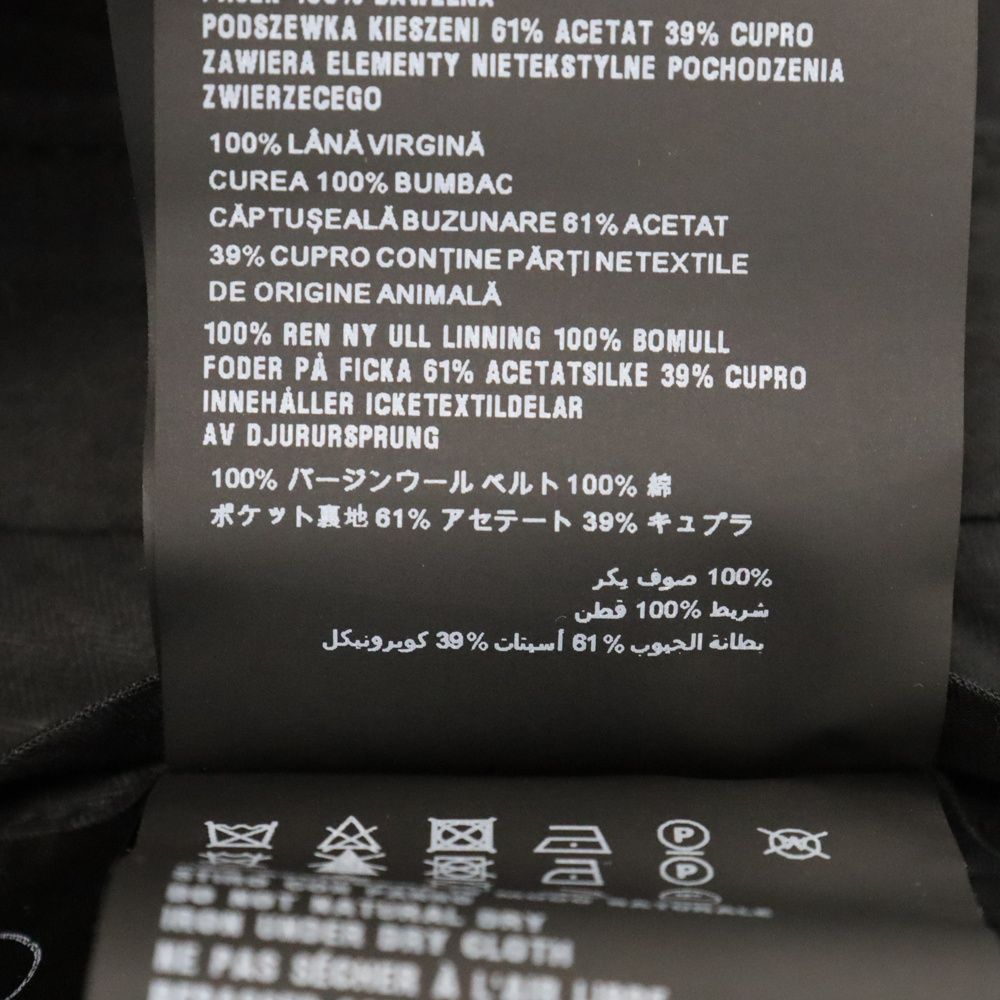 100% BAWEŁNA
PODSZEWKA KIESZENI 61% ACETAT 39% CUPRO
ZAWIERA ELEMENTY NIETEKSTYLNE POCHODZENIA
ZWIERZECEGO
100% LÂNĂ VIRGINĂ
CUREA 100% BUMBAC
CĂPTUȘEALĂ BUZUNARE 61% ACETAT
39% CUPRO CONȚINE PĂRȚI NETEXTILE
DE ORIGINE ANIMALĂ
100% REN NY ULL LINNING 100% BOMULL
FODER PÅ FICKA 61% ACETATSILKE 39% CUPRO
INNEHÅLLER ICKETEXTILDELAR
AV DJURURSPRUNG
100% バージンウール ベルト 100% 綿
ポケット裏地 61% アセテート 39% キュプラ
100% صوف بكر
شريط 100% قطن
بطانة الجيوب 61% أسيتات 39% كوبرونيكل
P
W
P
DO NOT NATURAL DRY
IRON UNDER DRY CLOTH
NE PAS SÉCHER À L'AIR LIBRE